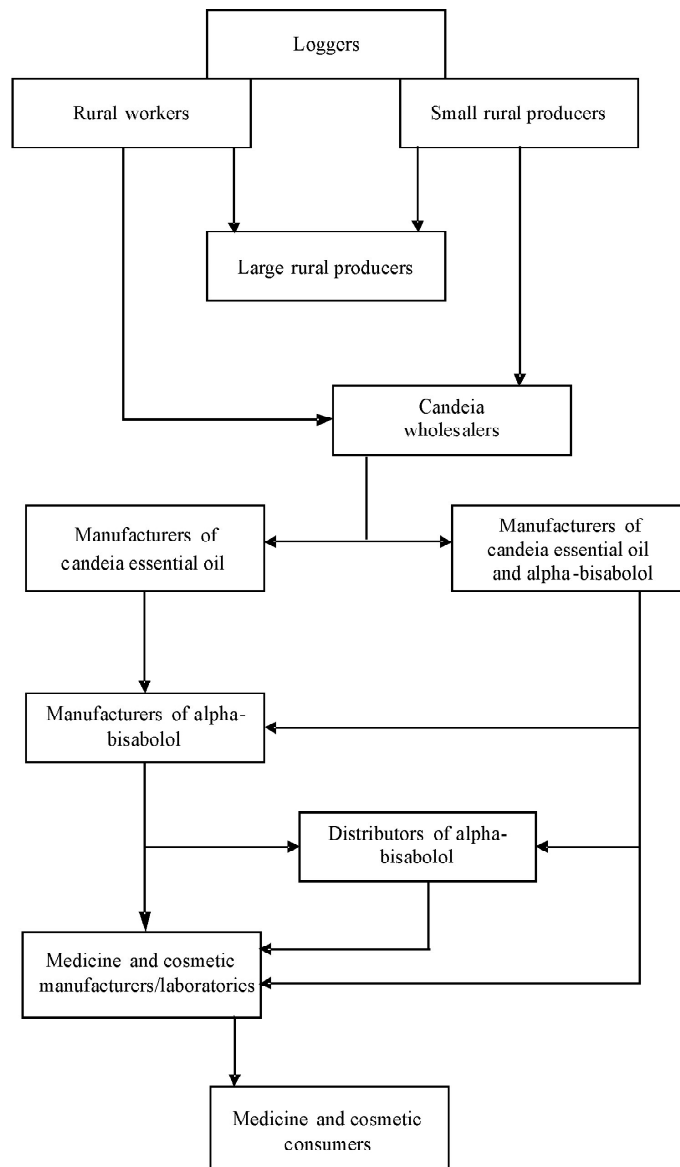 Loggers
Rural workers
Small rural producers
Large rural producers
Candeia
wholesalers
Manufacturers of
candeia essential oil
Manufacturers of
candeia essential oil
and alpha-bisabolol
Manufacturers of alpha-
bisabolol
Distributors of alpha-
bisabolol
Medicine and cosmetic
manufacturers/laboratories
Medicine and cosmetic
consumers